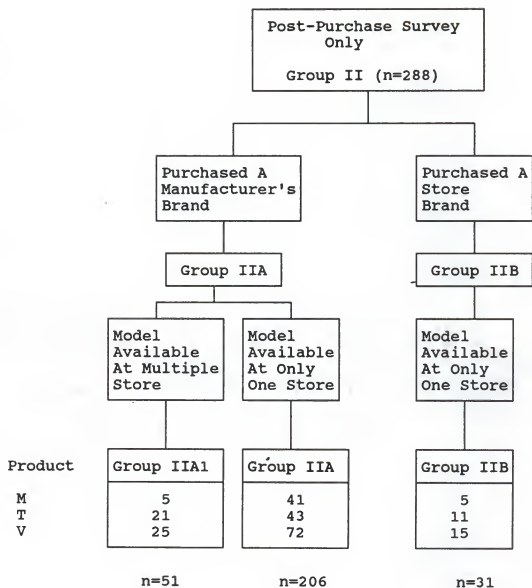 Post-Purchase Survey
Only
Group II (n=288)
Purchased A
Manufacturer's
Brand
Purchased A
Store
Brand
Group IIA
Group IIB
Model
Available
At Multiple
Store
Model
Available
At Only
One Store
Model
Available
At Only
One Store
Product Group IIA1 Group IIA Group IIB
M 5 41 5
T 21 43 11
V 25 72 15
n=51 n=206 n=31